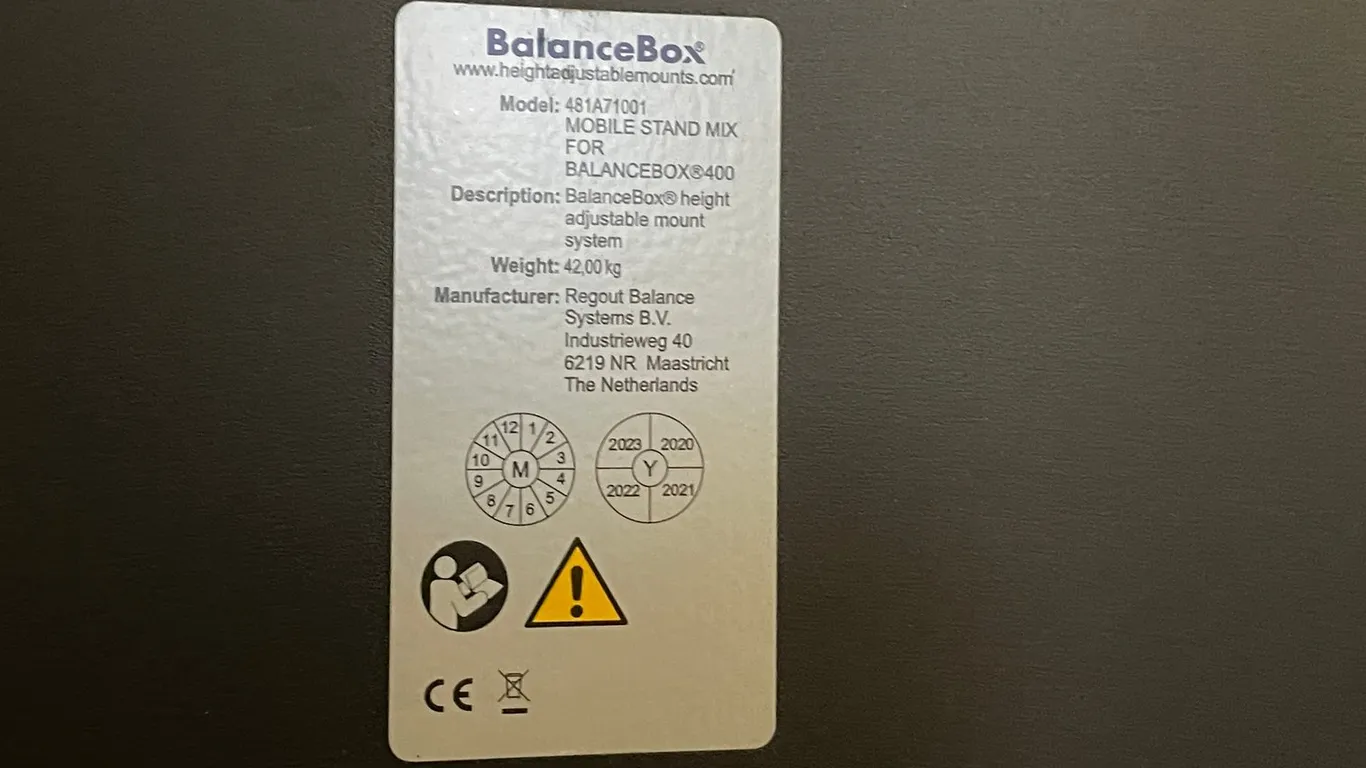 BalanceBox®
www.heightadjustablemounts.com
Model: 481A71001
MOBILE STAND MIX
FOR
BALANCEBOX®400
Description: BalanceBox® height
adjustable mount
system
Weight: 42,00 kg
Manufacturer: Regout Balance
Systems B.V.
Industrieweg 40
6219 NR Maastricht
The Netherlands
12 1 2 3 4 5 6 7 8 9 10 11 M
2023 2020
Y
2022 2021
CE